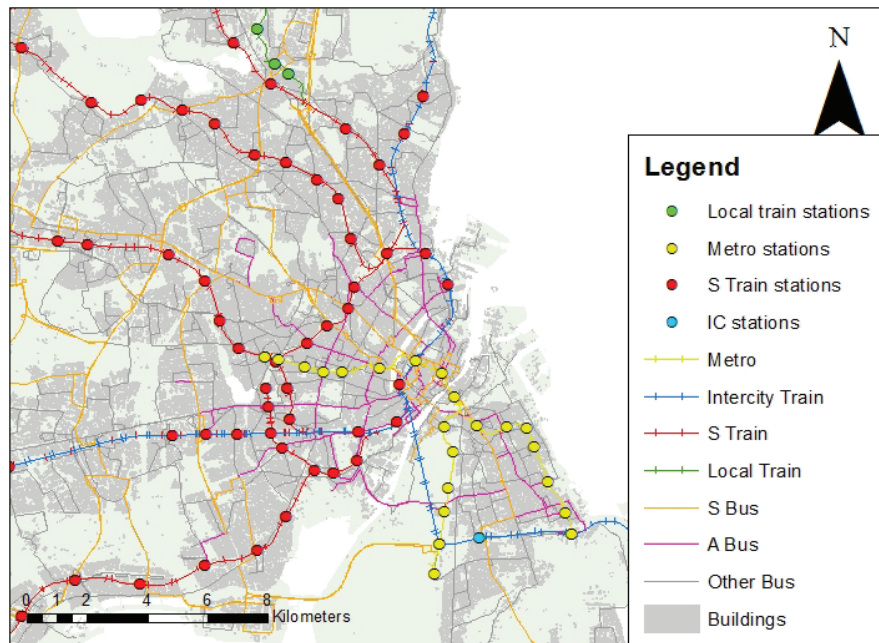 N
Legend
Local train stations
Metro stations
S Train stations
IC stations
Metro
Intercity Train
S Train
Local Train
S Bus
A Bus
Other Bus
Buildings
0 1 2 4 6 8
Kilometers